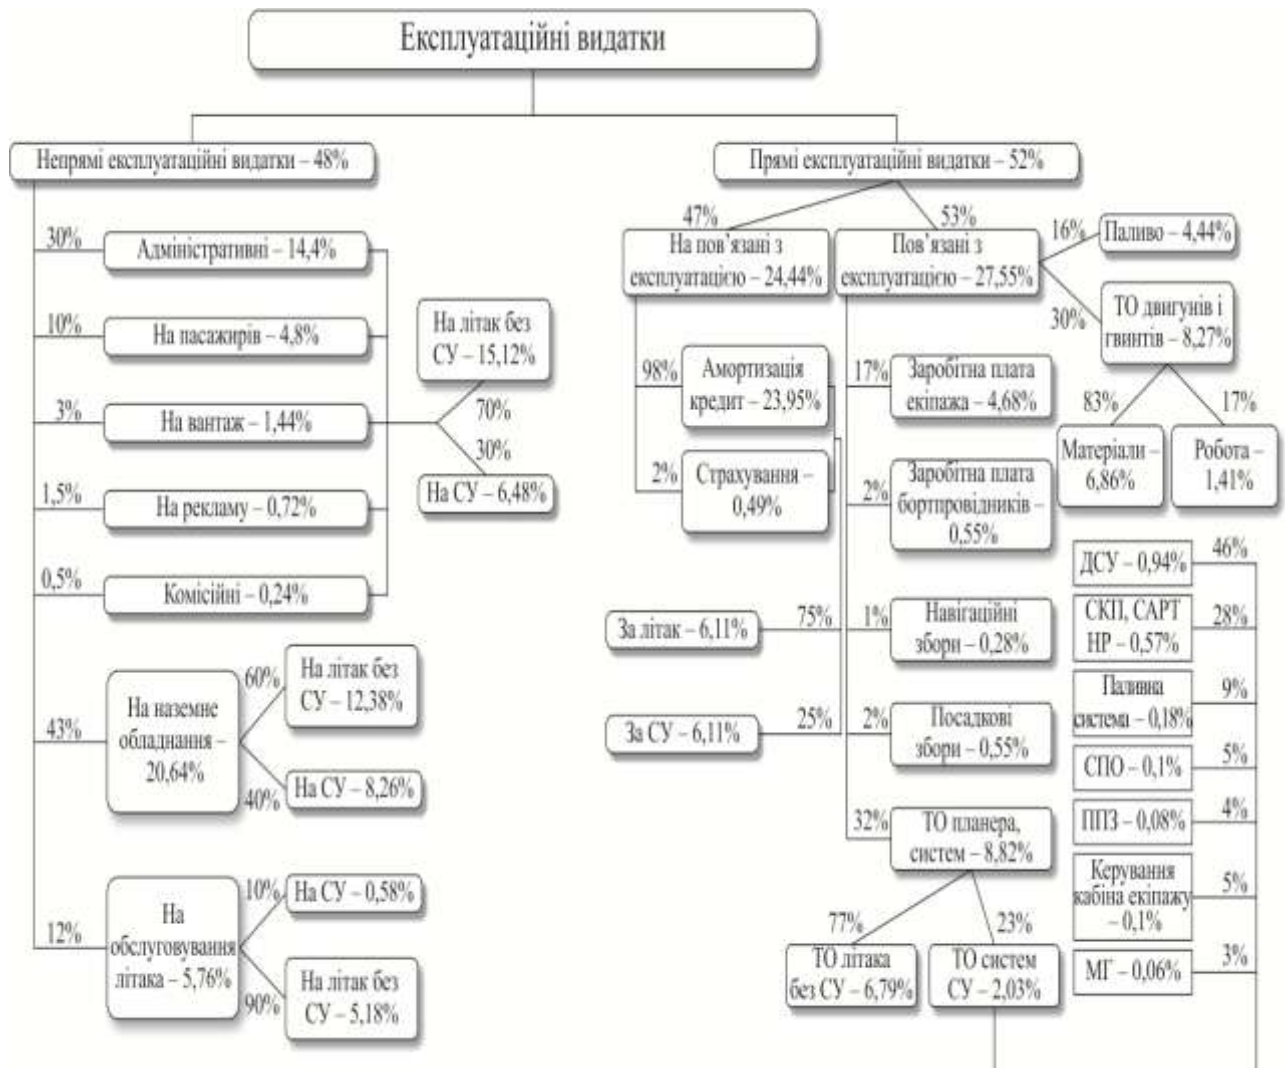 Експлуатаційні видатки
Непрямі експлуатаційні видатки – 48%
30%
Адміністративні – 14,4%
10%
На пасажирів – 4,8%
3%
На вантаж – 1,44%
1,5%
На рекламу – 0,72%
0,5%
Комісійні – 0,24%
На літак без
СУ – 15,12%
70%
30%
На СУ – 6,48%
43%
На наземне
обладнання –
20,64%
60%
На літак без
СУ – 12,38%
40%
На СУ – 8,26%
12%
На
обслуговування
літака – 5,76%
10%
На СУ – 0,58%
90%
На літак без
СУ – 5,18%
Прямі експлуатаційні видатки – 52%
47%
На пов’язані з
експлуатацією – 24,44%
98%
Амортизація
кредит – 23,95%
2%
Страхування –
0,49%
75%
За літак – 6,11%
25%
За СУ – 6,11%
53%
Пов’язані з
експлуатацією – 27,55%
16%
Паливо – 4,44%
30%
ТО двигунів і
гвинтів – 8,27%
83%
Матеріали –
6,86%
17%
Робота –
1,41%
17%
Заробітна плата
екіпажа – 4,68%
2%
Заробітна плата
бортпровідників –
0,55%
1%
Навігаційні
збори – 0,28%
2%
Посадкові
збори – 0,55%
32%
ТО планера,
систем – 8,82%
77%
ТО літака
без СУ – 6,79%
23%
ТО систем
СУ – 2,03%
46%
ДСУ – 0,94%
28%
СКП, САРТ
НР – 0,57%
9%
Паливна
система – 0,18%
5%
СПО – 0,1%
4%
ППЗ – 0,08%
5%
Керування
кабіна екіпажу
– 0,1%
3%
МГ – 0,06%